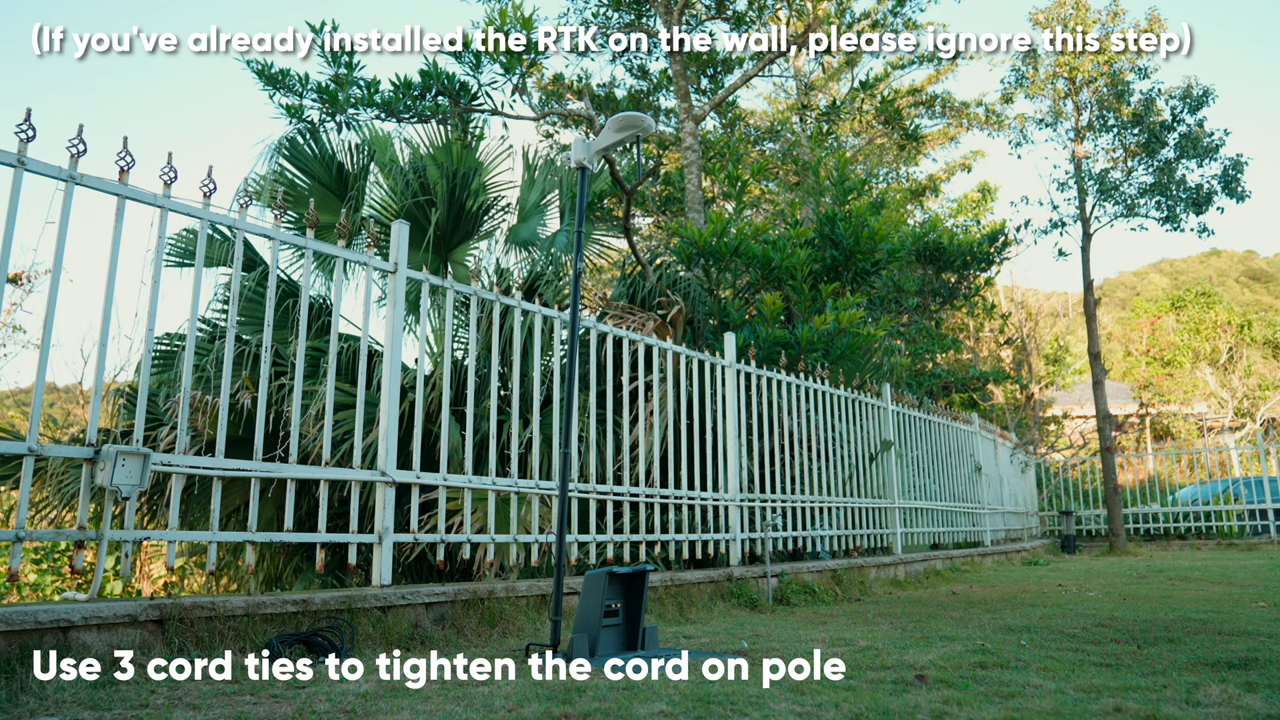 (If you've already installed the RTK on the wall, please ignore this step)
Use 3 cord ties to tighten the cord on pole